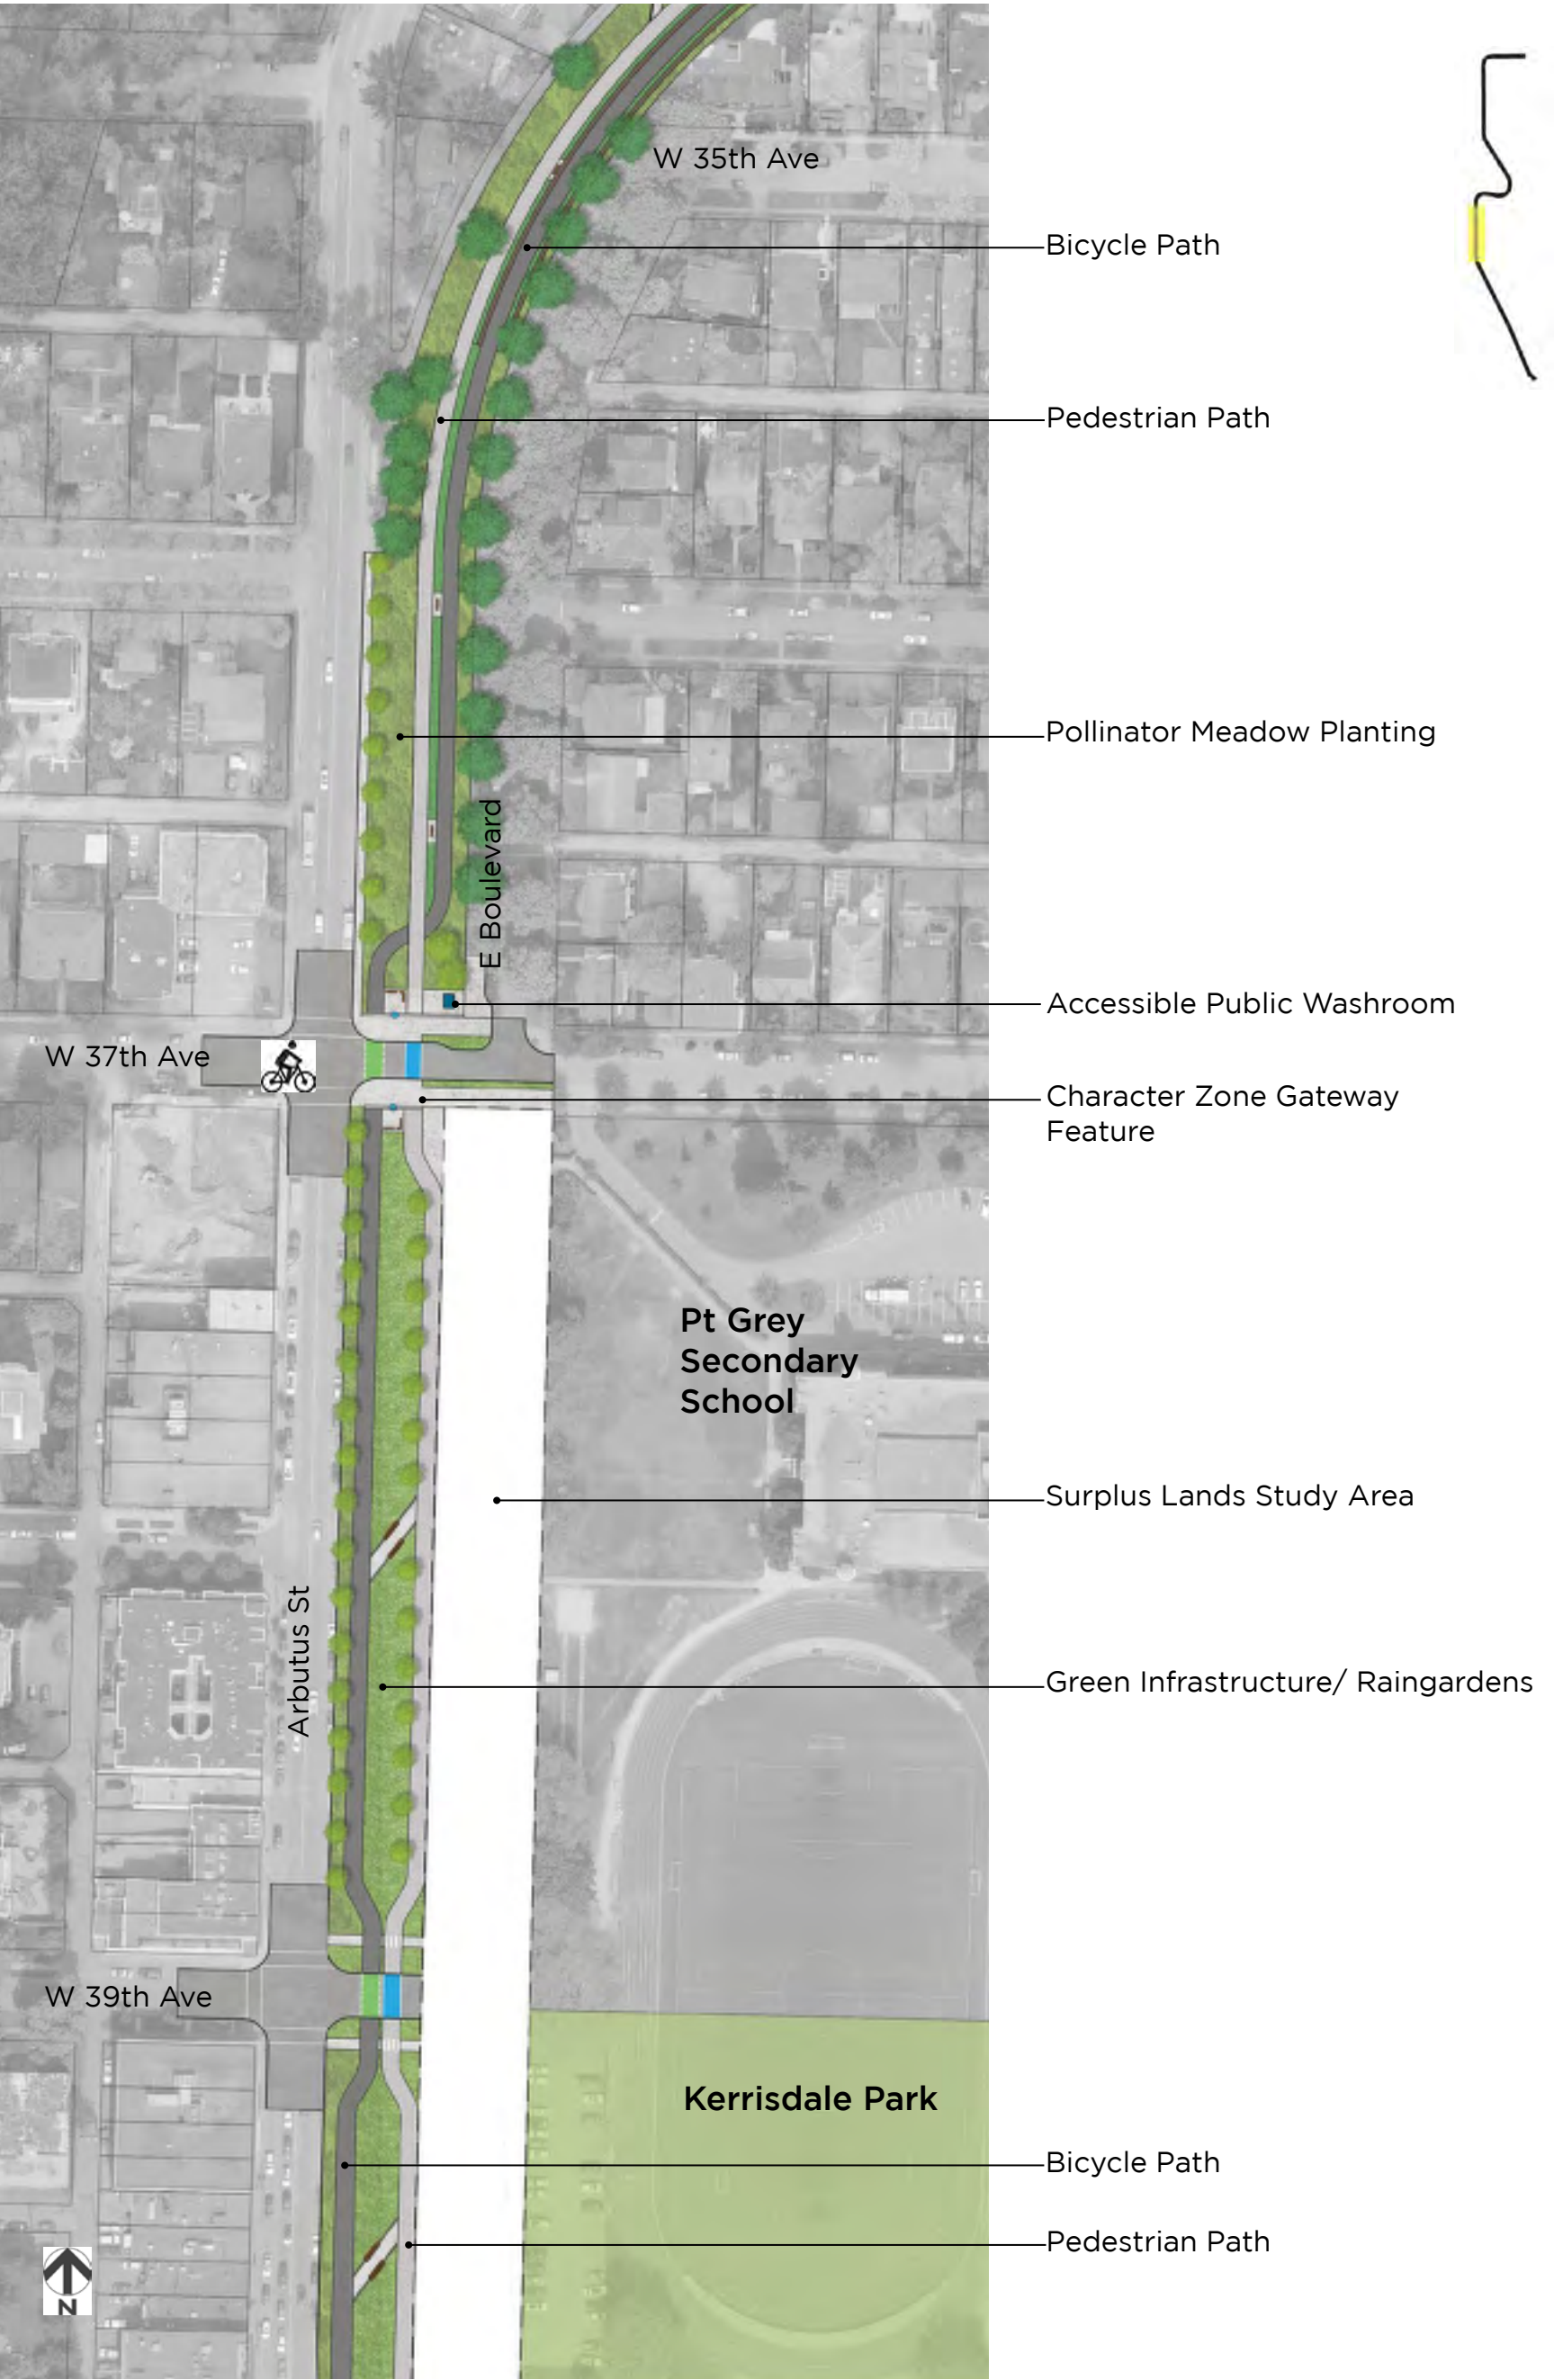 W 35th Ave
Bicycle Path
Pedestrian Path
Pollinator Meadow Planting
E Boulevard
Accessible Public Washroom
W 37th Ave
Character Zone Gateway
Feature
Pt Grey
Secondary
School
Surplus Lands Study Area
Arbutus St
Green Infrastructure/ Raingardens
W 39th Ave
Kerrisdale Park
Bicycle Path
Pedestrian Path
N